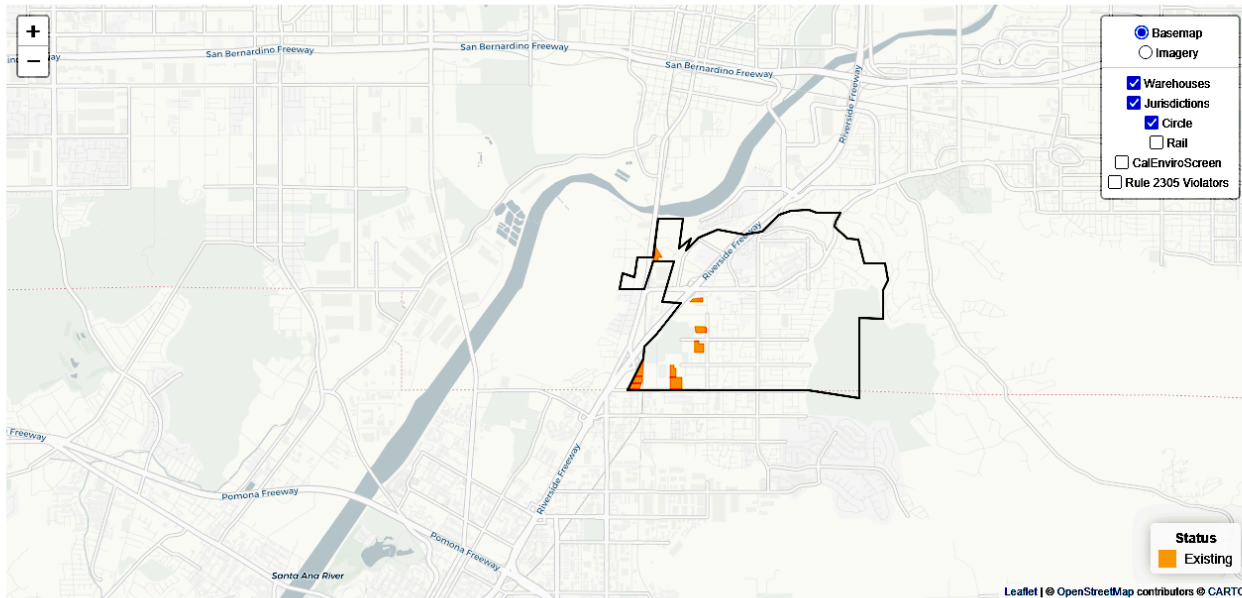 +
−
San Bernardino Freeway
San Bernardino Freeway
San Bernardino Freeway
Riverside Freeway
Riverside Freeway
Riverside Freeway
Freeway
Pomona Freeway
Pomona Freeway
Santa Ana River
Basemap
Imagery
Warehouses
Jurisdictions
Circle
Rail
CalEnviroScreen
Rule 2305 Violators
Status
Existing
Leaflet | © OpenStreetMap contributors © CARTO